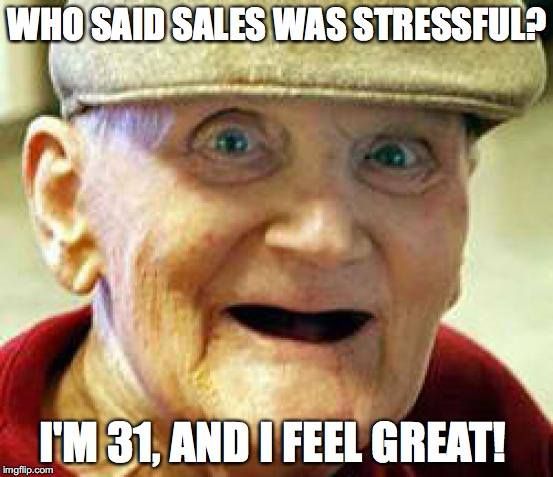 WHO SAID SALES WAS STRESSFUL?
I'M 31, AND I FEEL GREAT!
imgflip.com